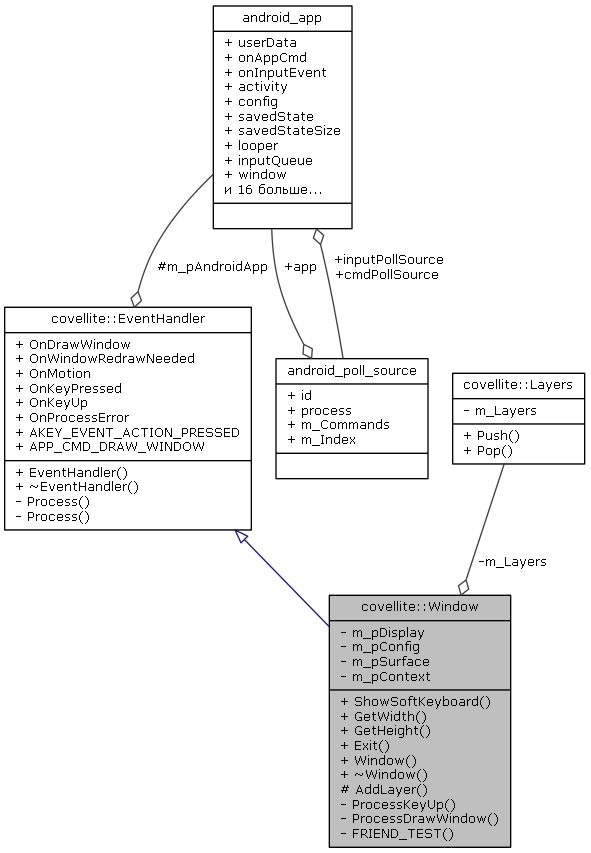 android_app
+ userData
+ onAppCmd
+ onInputEvent
+ activity
+ config
+ savedState
+ savedStateSize
+ looper
+ inputQueue
+ window
и 16 больше...
#m_pAndroidApp
+app
+inputPollSource
+cmdPollSource
covellite::EventHandler
+ OnDrawWindow
+ OnWindowRedrawNeeded
+ OnMotion
+ OnKeyPressed
+ OnKeyUp
+ OnProcessError
+ AKEY_EVENT_ACTION_PRESSED
+ APP_CMD_DRAW_WINDOW
+ EventHandler()
+ ~EventHandler()
- Process()
- Process()
android_poll_source
+ id
+ process
+ m_Commands
+ m_Index
covellite::Layers
- m_Layers
+ Push()
+ Pop()
-m_Layers
covellite::Window
- m_pDisplay
- m_pConfig
- m_pSurface
- m_pContext
+ ShowSoftKeyboard()
+ GetWidth()
+ GetHeight()
+ Exit()
+ Window()
+ ~Window()
# AddLayer()
- ProcessKeyUp()
- ProcessDrawWindow()
- FRIEND_TEST()